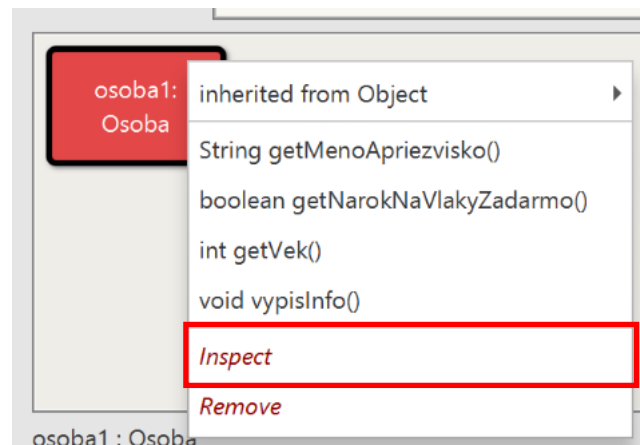 osoba1:
Osoba
inherited from Object
String getMenoApriezvisko()
boolean getNarokNaVlakyZadarmo()
int getVek()
void vypisInfo()
Inspect
Remove
osoba1 : Osoba